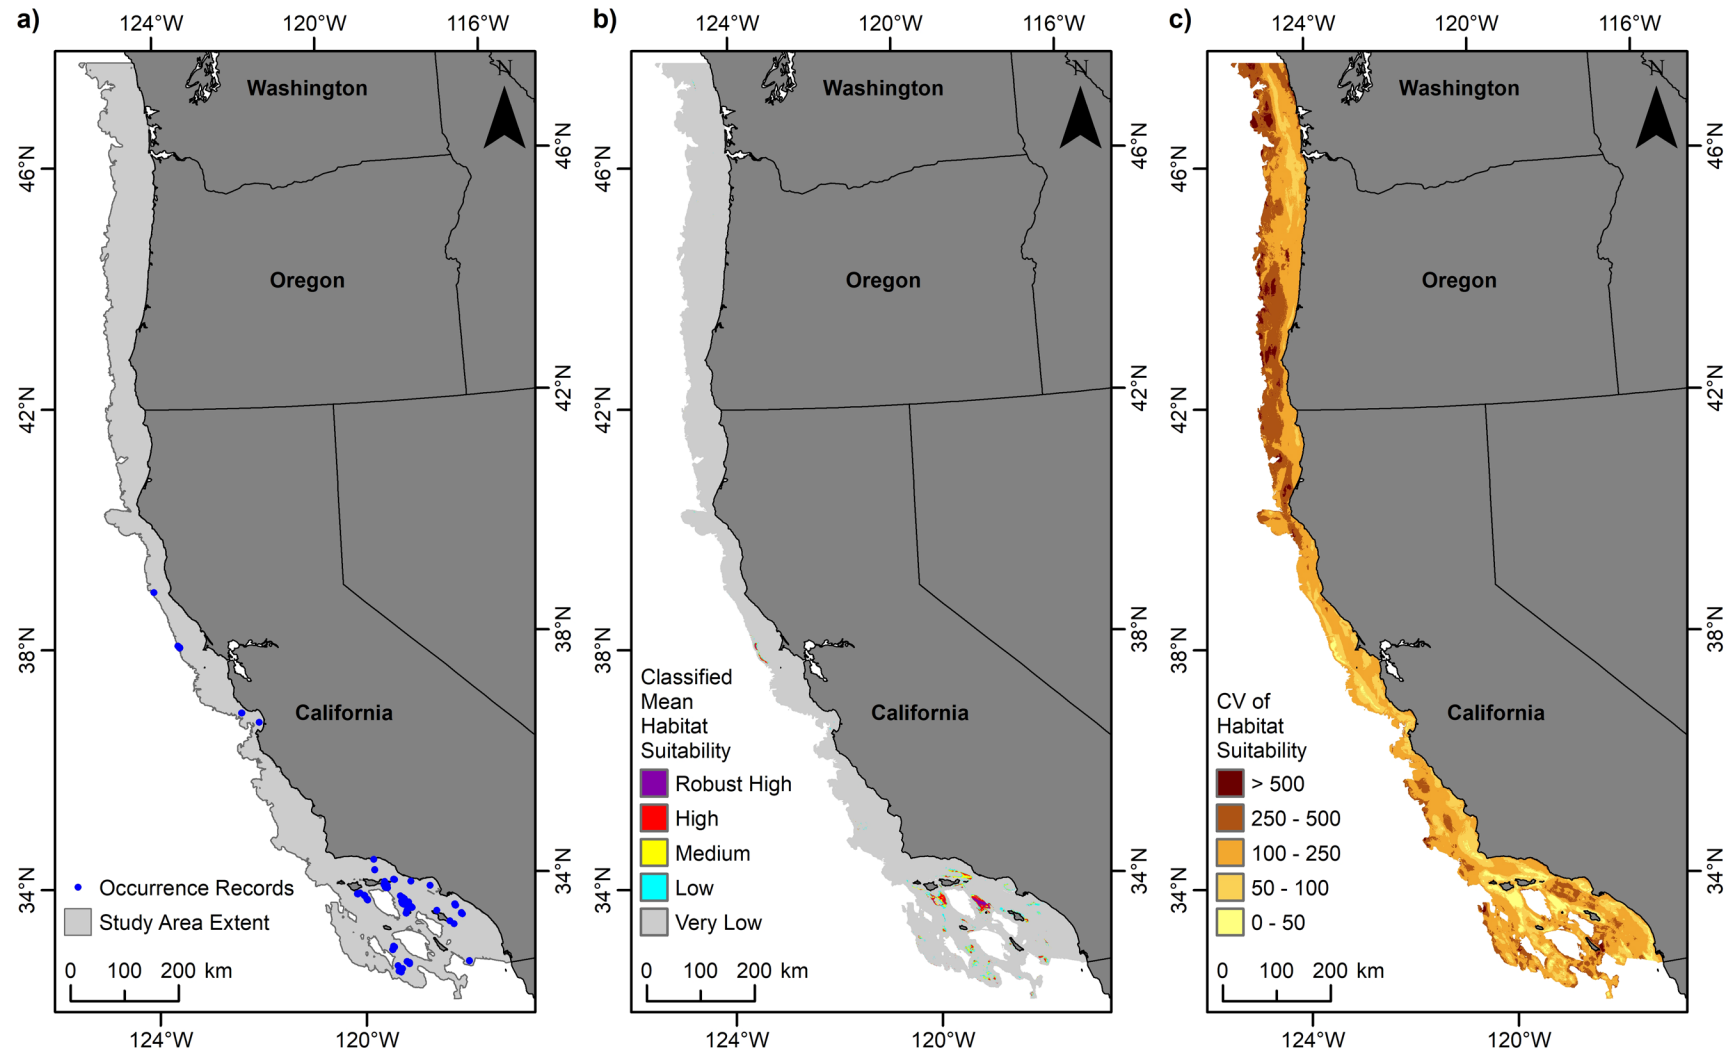 a)
124°W 120°W 116°W
N
Washington
46°N
46°N
Oregon
42°N
42°N
38°N
38°N
California
34°N
34°N
Occurrence Records
Study Area Extent
0 100 200 km
124°W 120°W
b)
124°W 120°W 116°W
N
Washington
46°N
46°N
Oregon
42°N
42°N
38°N
38°N
California
Classified
Mean
Habitat
Suitability
Robust High
High
Medium
Low
Very Low
34°N
34°N
0 100 200 km
124°W 120°W
c)
124°W 120°W 116°W
N
Washington
46°N
46°N
Oregon
42°N
42°N
38°N
38°N
California
CV of
Habitat
Suitability
> 500
250 - 500
100 - 250
50 - 100
0 - 50
34°N
34°N
0 100 200 km
124°W 120°W